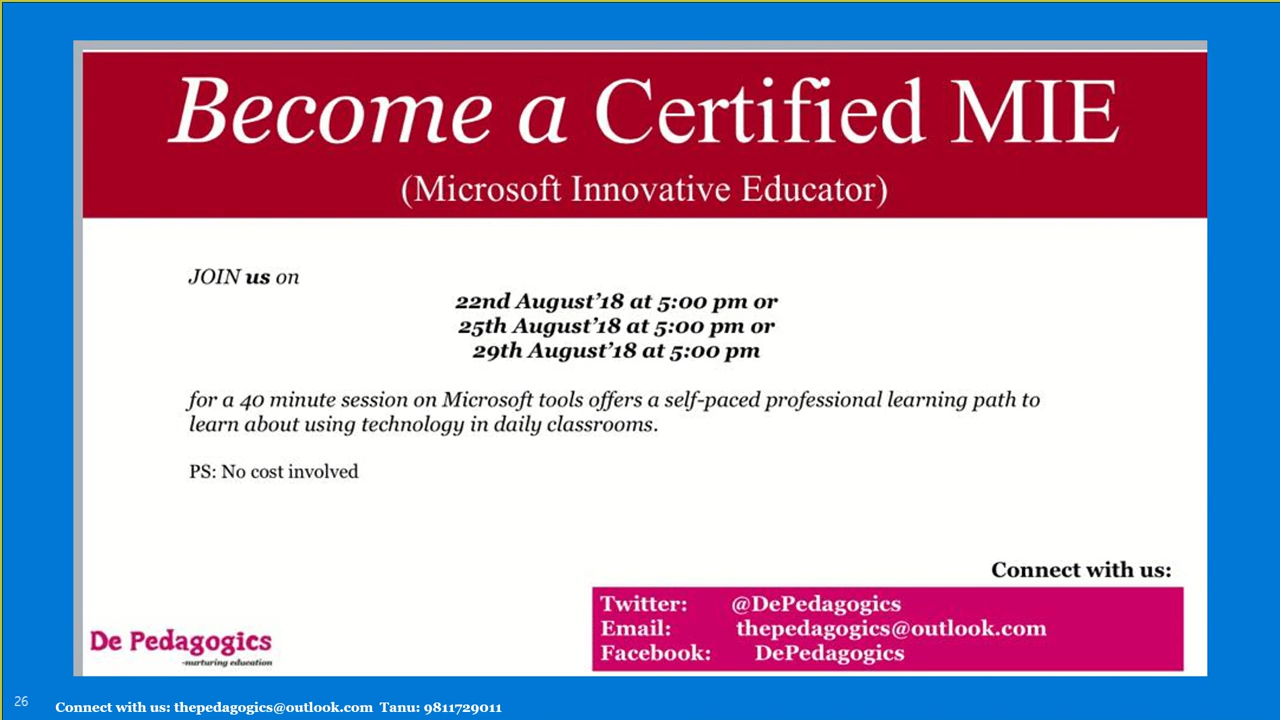 Become a Certified MIE
(Microsoft Innovative Educator)
JOIN us on
22nd August’18 at 5:00 pm or
25th August’18 at 5:00 pm or
29th August’18 at 5:00 pm
for a 40 minute session on Microsoft tools offers a self-paced professional learning path to
learn about using technology in daily classrooms.
PS: No cost involved
Connect with us:
Twitter: @DePedagogics
Email: thepedagogics@outlook.com
Facebook: DePedagogics
De Pedagogics
-nurturing education
26
Connect with us: thepedagogics@outlook.com Tanu: 9811729011